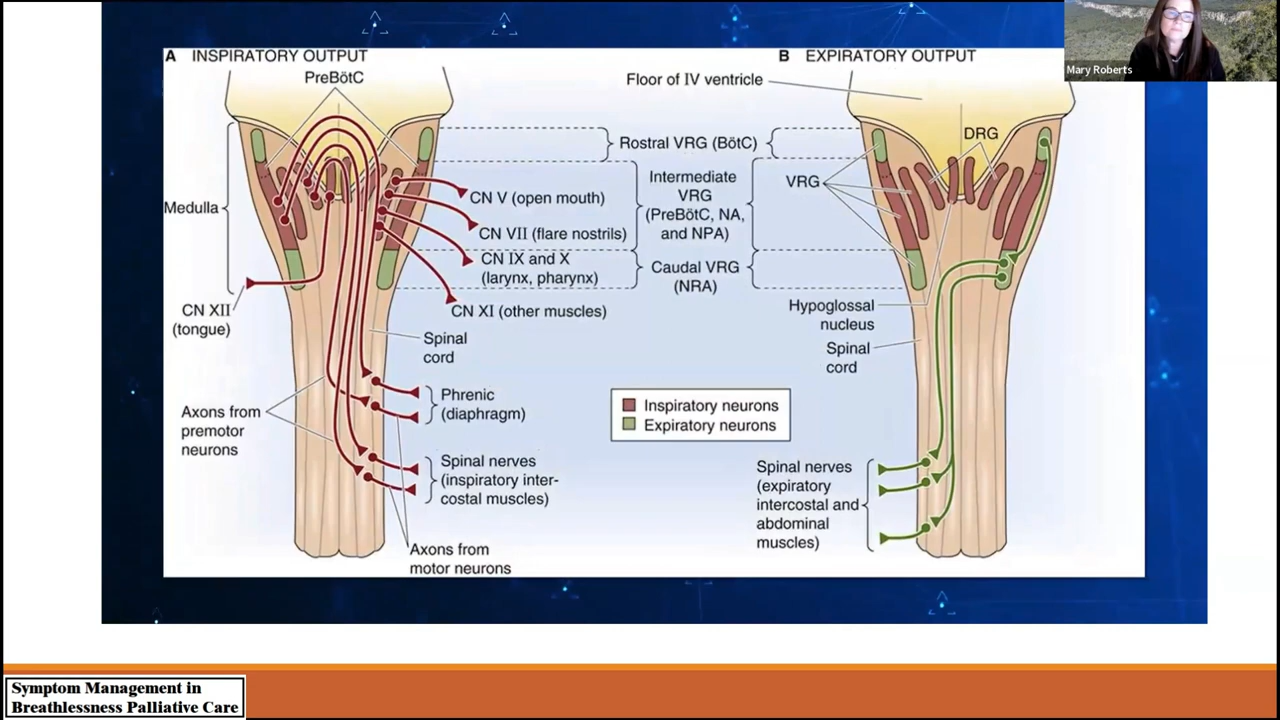 A INSPIRATORY OUTPUT
PreBötC
Medulla
CN XII
(tongue)
Axons from
premotor
neurons
CN V (open mouth)
CN VII (flare nostrils)
CN IX and X
(larynx, pharynx)
CN XI (other muscles)
Spinal
cord
Phrenic
(diaphragm)
Spinal nerves
(inspiratory inter-
costal muscles)
Axons from
motor neurons
Rostral VRG (BötC)
Intermediate
VRG
(PreBötC, NA,
and NPA)
Caudal VRG
(NRA)
Inspiratory neurons
Expiratory neurons
B EXPIRATORY OUTPUT
Floor of IV ventricle
DRG
VRG
Hypoglossal
nucleus
Spinal
cord
Spinal nerves
(expiratory
intercostal and
abdominal
muscles)
Mary Roberts
Symptom Management in
Breathlessness Palliative Care